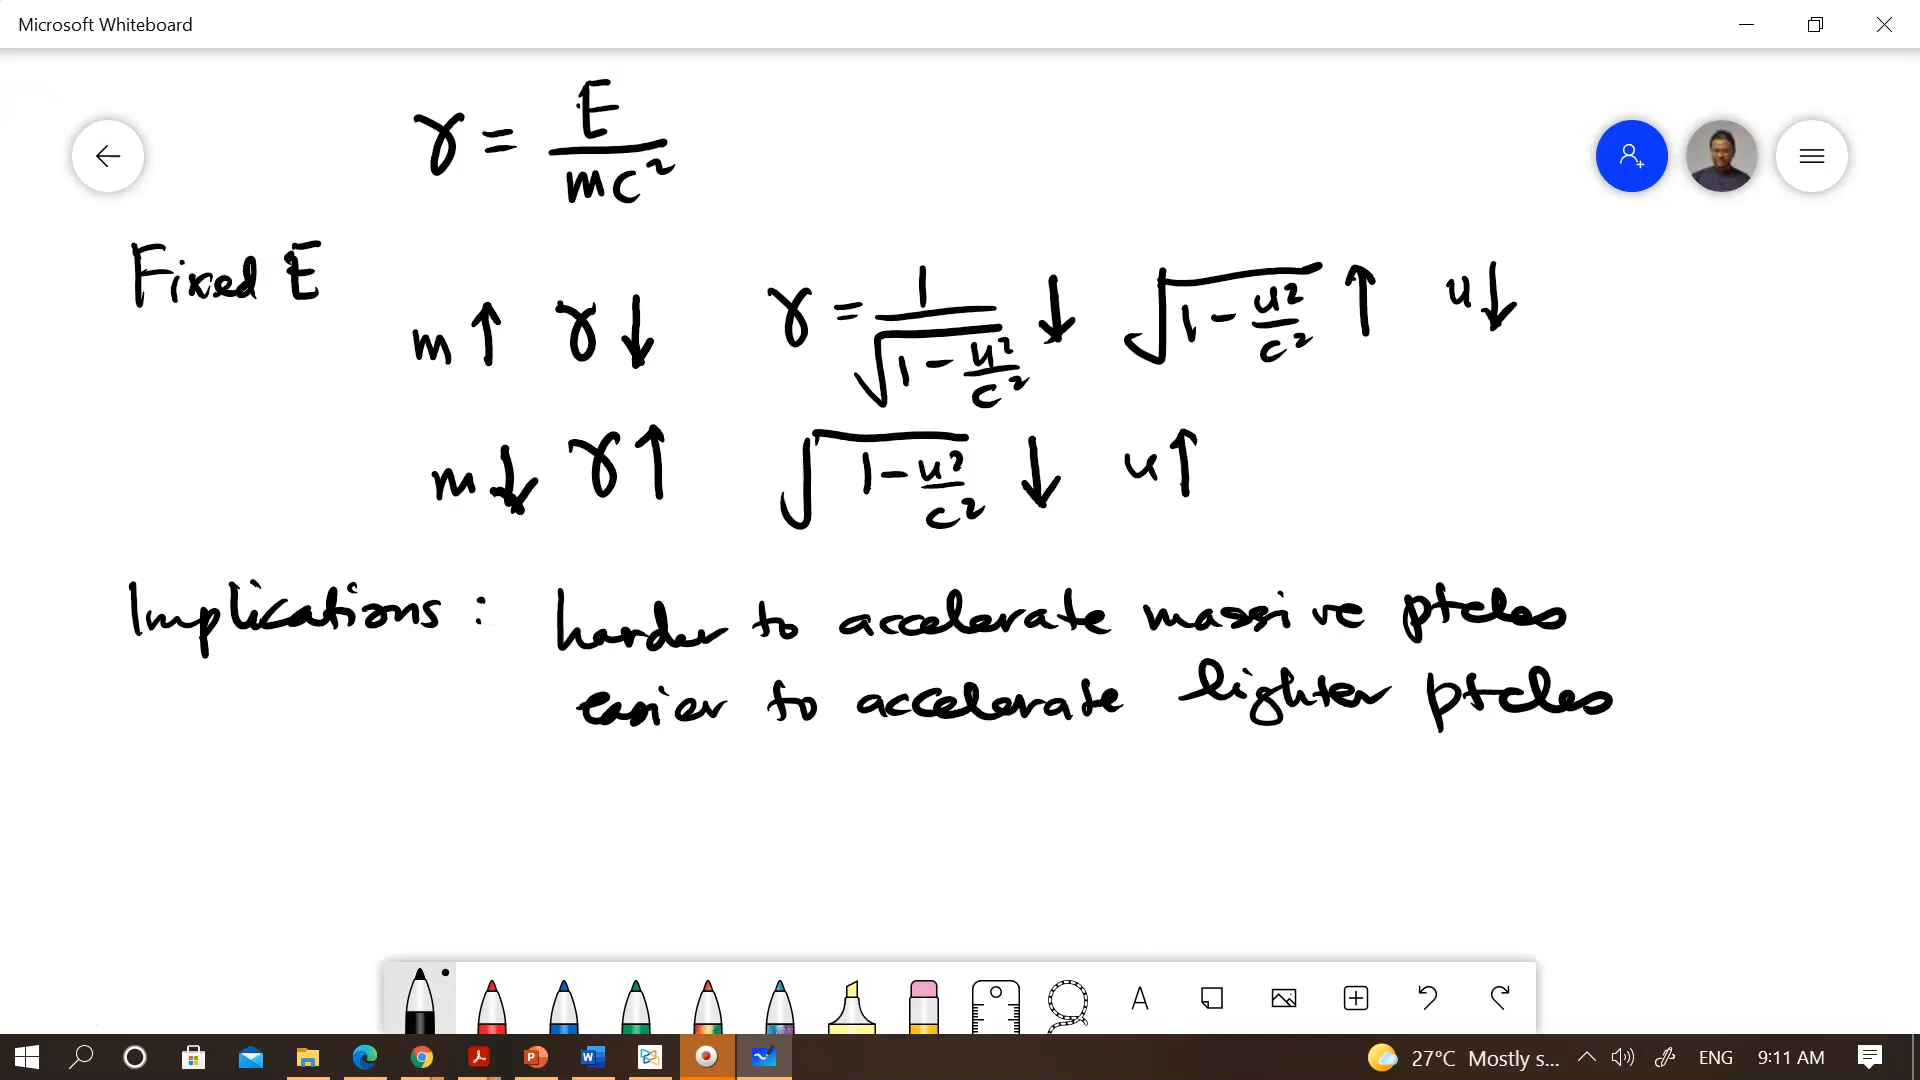 Microsoft Whiteboard
γ = E / mc²
Fixed E
m ↑ γ ↓ γ = 1 / √(1 - u²/c²) ↓ √(1 - u²/c²) ↑ u ↓
m ↓ γ ↑ √(1 - u²/c²) ↓ u ↑
Implications : harder to accelerate massive ptcles
easier to accelerate lighter ptcles
27°C Mostly s... ENG 9:11 AM